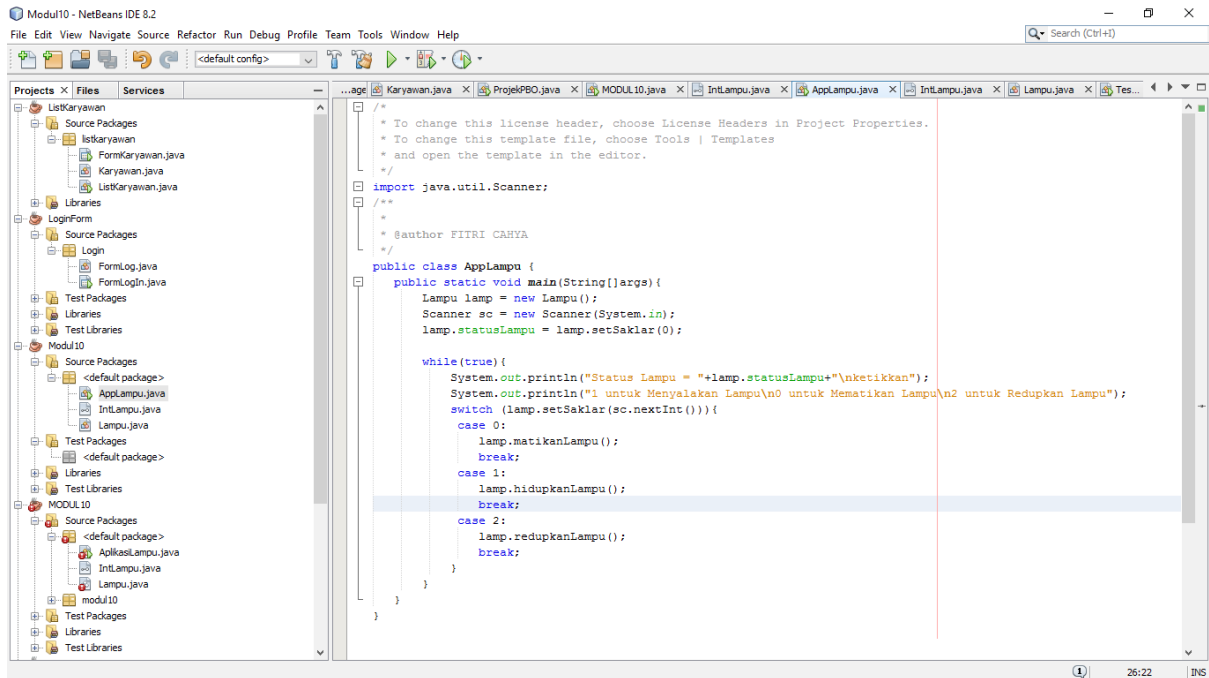 Modul10 - NetBeans IDE 8.2
File Edit View Navigate Source Refactor Run Debug Profile Team Tools Window Help
Search (Ctrl+I)
<default config>
Projects Files Services
ListKaryawan
Source Packages
listkaryawan
FormKaryawan.java
Karyawan.java
ListKaryawan.java
Libraries
LoginForm
Source Packages
Login
FormLog.java
FormLogIn.java
Test Packages
Libraries
Test Libraries
Modul10
Source Packages
<default package>
AppLampu.java
IntLampu.java
Lampu.java
Test Packages
<default package>
Libraries
Test Libraries
MODUL10
Source Packages
<default package>
AplikasiLampu.java
IntLampu.java
Lampu.java
modul10
Test Packages
Libraries
Test Libraries
...age Karyawan.java ProjekPBO.java MODUL10.java IntLampu.java AppLampu.java IntLampu.java Lampu.java Tes...
/*
* To change this license header, choose License Headers in Project Properties.
* To change this template file, choose Tools | Templates
* and open the template in the editor.
*/
import java.util.Scanner;
/**
*
* @author FITRI CAHYA
*/
public class AppLampu {
public static void main(String[]args){
Lampu lamp = new Lampu();
Scanner sc = new Scanner(System.in);
lamp.statusLampu = lamp.setSaklar(0);
while(true){
System.out.println("Status Lampu = "+lamp.statusLampu+"\nketikkan");
System.out.println("1 untuk Menyalakan Lampu\n0 untuk Mematikan Lampu\n2 untuk Redupkan Lampu");
switch (lamp.setSaklar(sc.nextInt())){
case 0:
lamp.matikanLampu();
break;
case 1:
lamp.hidupkanLampu();
break;
case 2:
lamp.redupkanLampu();
break;
}
}
}
}
1 26:22 INS